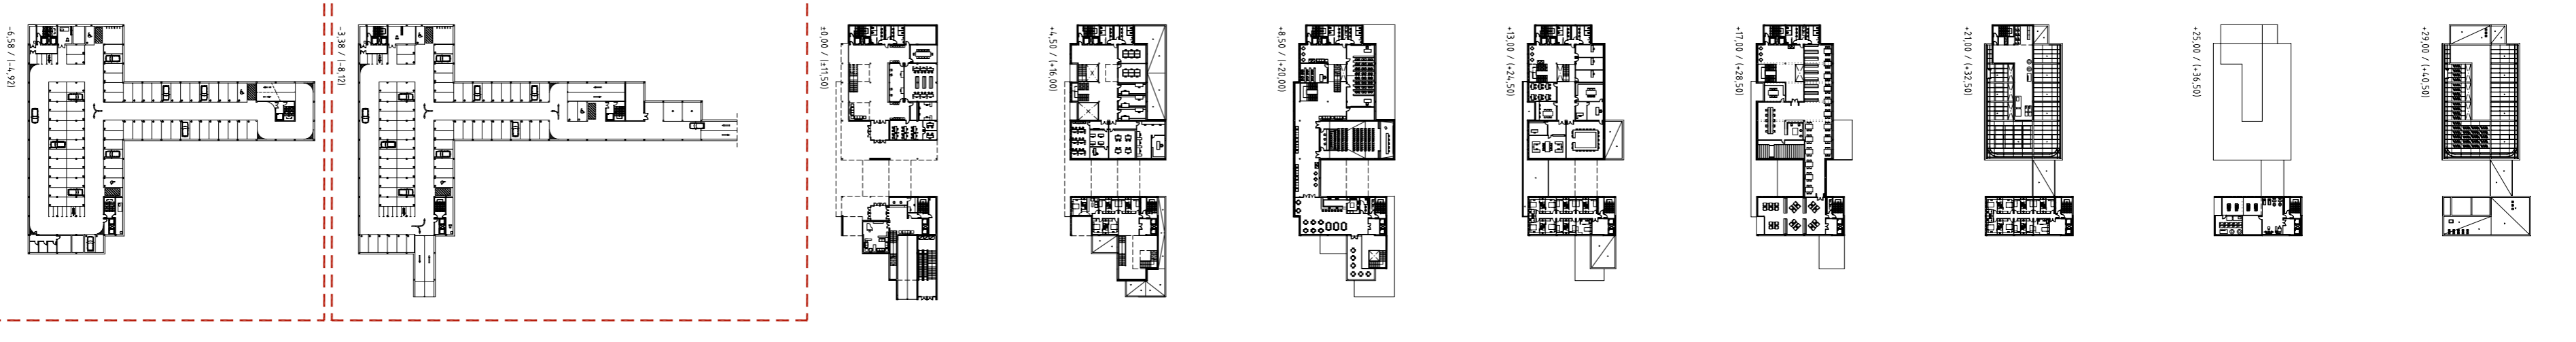 -6,58 / (-4,92)
-3,38 / (-8,12)
±0,00 / (±11,50)
+4,50 / (+16,00)
+8,50 / (+20,00)
+13,00 / (+24,50)
+17,00 / (+28,50)
+21,00 / (+32,50)
+25,00 / (+36,50)
+29,00 / (+40,50)